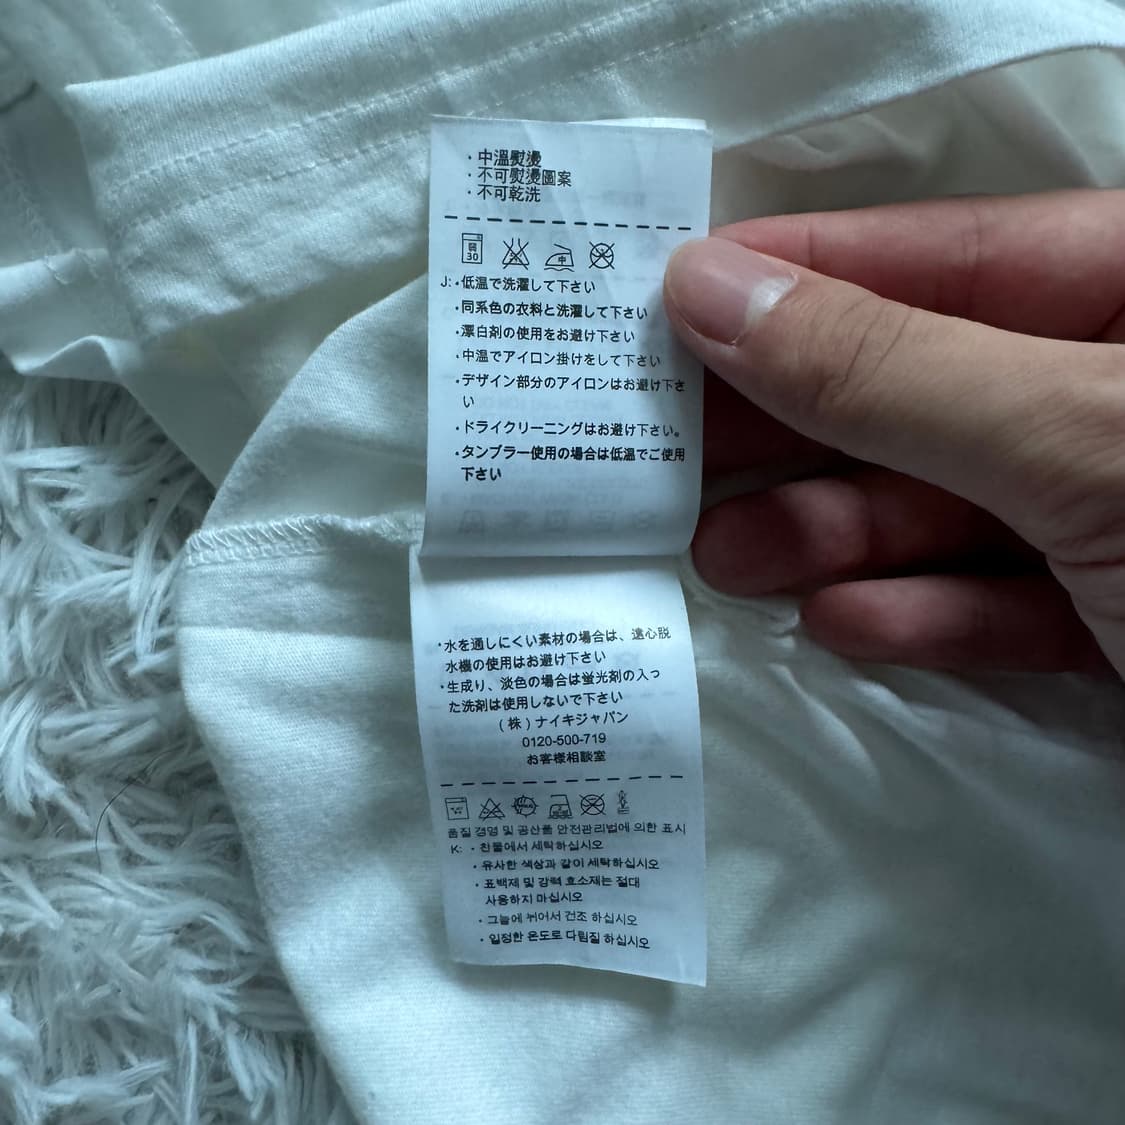 · 中溫熨燙
· 不可熨燙圖案
· 不可乾洗
弱
30
中
J: ·低温で洗濯して下さい
·同系色の衣料と洗濯して下さい
·漂白剤の使用をお避け下さい
·中温でアイロン掛けをして下さい
·デザイン部分のアイロンはお避け下さ
い
·ドライクリーニングはお避け下さい。
·タンブラー使用の場合は低温でご使用
下さい
·水を通しにくい素材の場合は、遠心脱
水機の使用はお避け下さい
·生成り、淡色の場合は蛍光剤の入っ
た洗剤は使用しないで下さい
(株)ナイキジャパン
0120-500-719
お客様相談室
품질 경영 및 공산품 안전관리법에 의한 표시
K: · 찬물에서 세탁하십시오
· 유사한 색상과 같이 세탁하십시오
· 표백제 및 강력 효소재는 절대
사용하지 마십시오
· 그늘에 뉘어서 건조 하십시오
· 일정한 온도로 다림질 하십시오